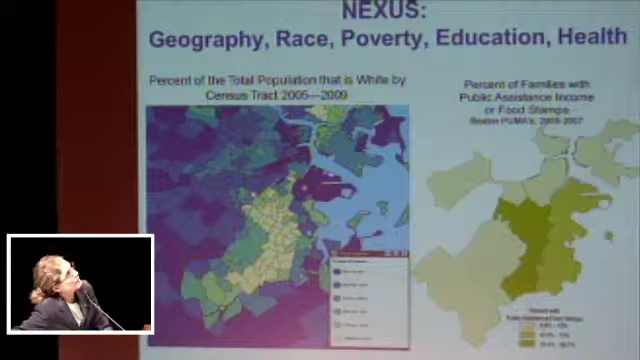 NEXUS:
Geography, Race, Poverty, Education, Health
Percent of the Total Population that is White by
Census Tract 2005—2009
Percent of Families with
Public Assistance Income
or Food Stamps
Boston PUMA's, 2005-2007